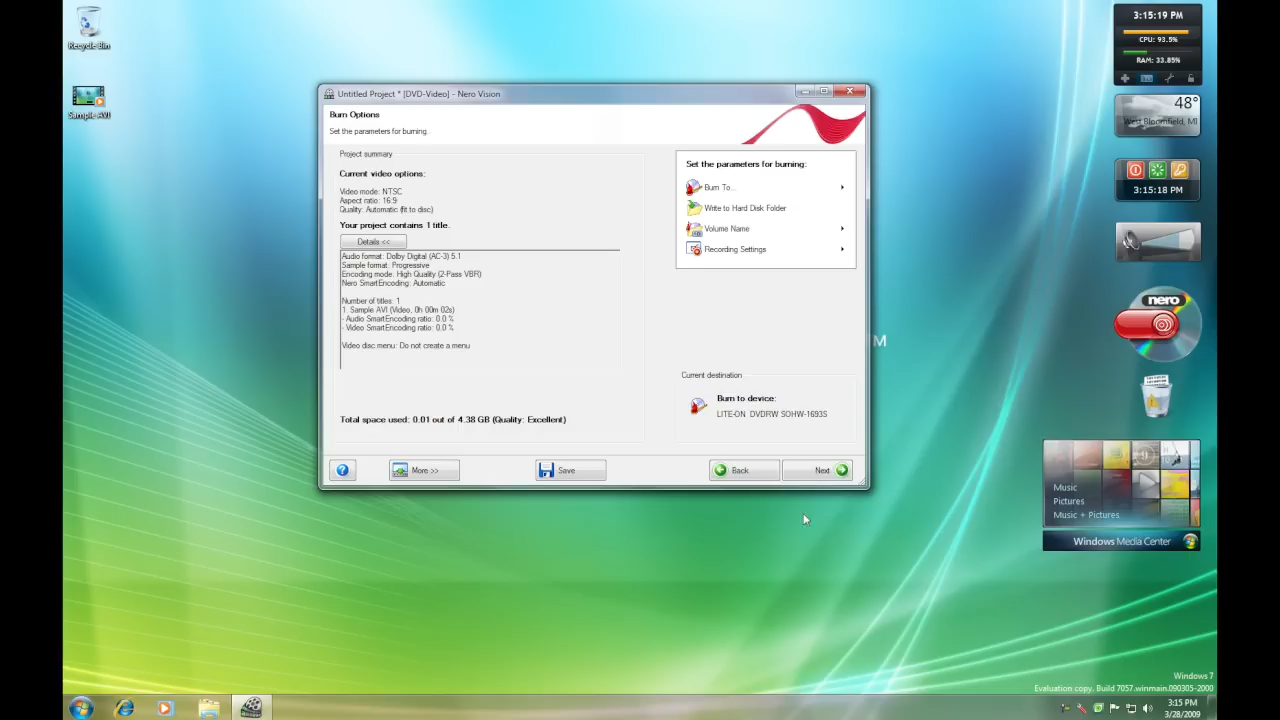 Recycle Bin
Sample AVI
Untitled Project * [DVD-Video] - Nero Vision
Burn Options
Set the parameters for burning.
Project summary
Current video options:
Video mode: NTSC
Aspect ratio: 16:9
Quality: Automatic (fit to disc)
Your project contains 1 title.
Details <<
Audio format: Dolby Digital (AC-3) 5.1
Sample format: Progressive
Encoding mode: High Quality (2-Pass VBR)
Nero SmartEncoding: Automatic
Number of titles: 1
1. Sample AVI (Video, 0h 00m 02s)
- Audio SmartEncoding ratio: 0.0 %
- Video SmartEncoding ratio: 0.0 %
Video disc menu: Do not create a menu
Total space used: 0.01 out of 4.38 GB (Quality: Excellent)
Set the parameters for burning:
Burn To...
Write to Hard Disk Folder
Volume Name
Recording Settings
Current destination
Burn to device:
LITE-ON DVDRW SOHW-1693S
More >>
Save
Back
Next
M
3:15:19 PM
CPU: 93.5%
RAM: 33.85%
48°
West Bloomfield, MI
3:15:18 PM
nero
Music
Pictures
Music + Pictures
Windows Media Center
Windows 7
Evaluation copy. Build 7057.winmain.090305-2000
3:15 PM
3/28/2009